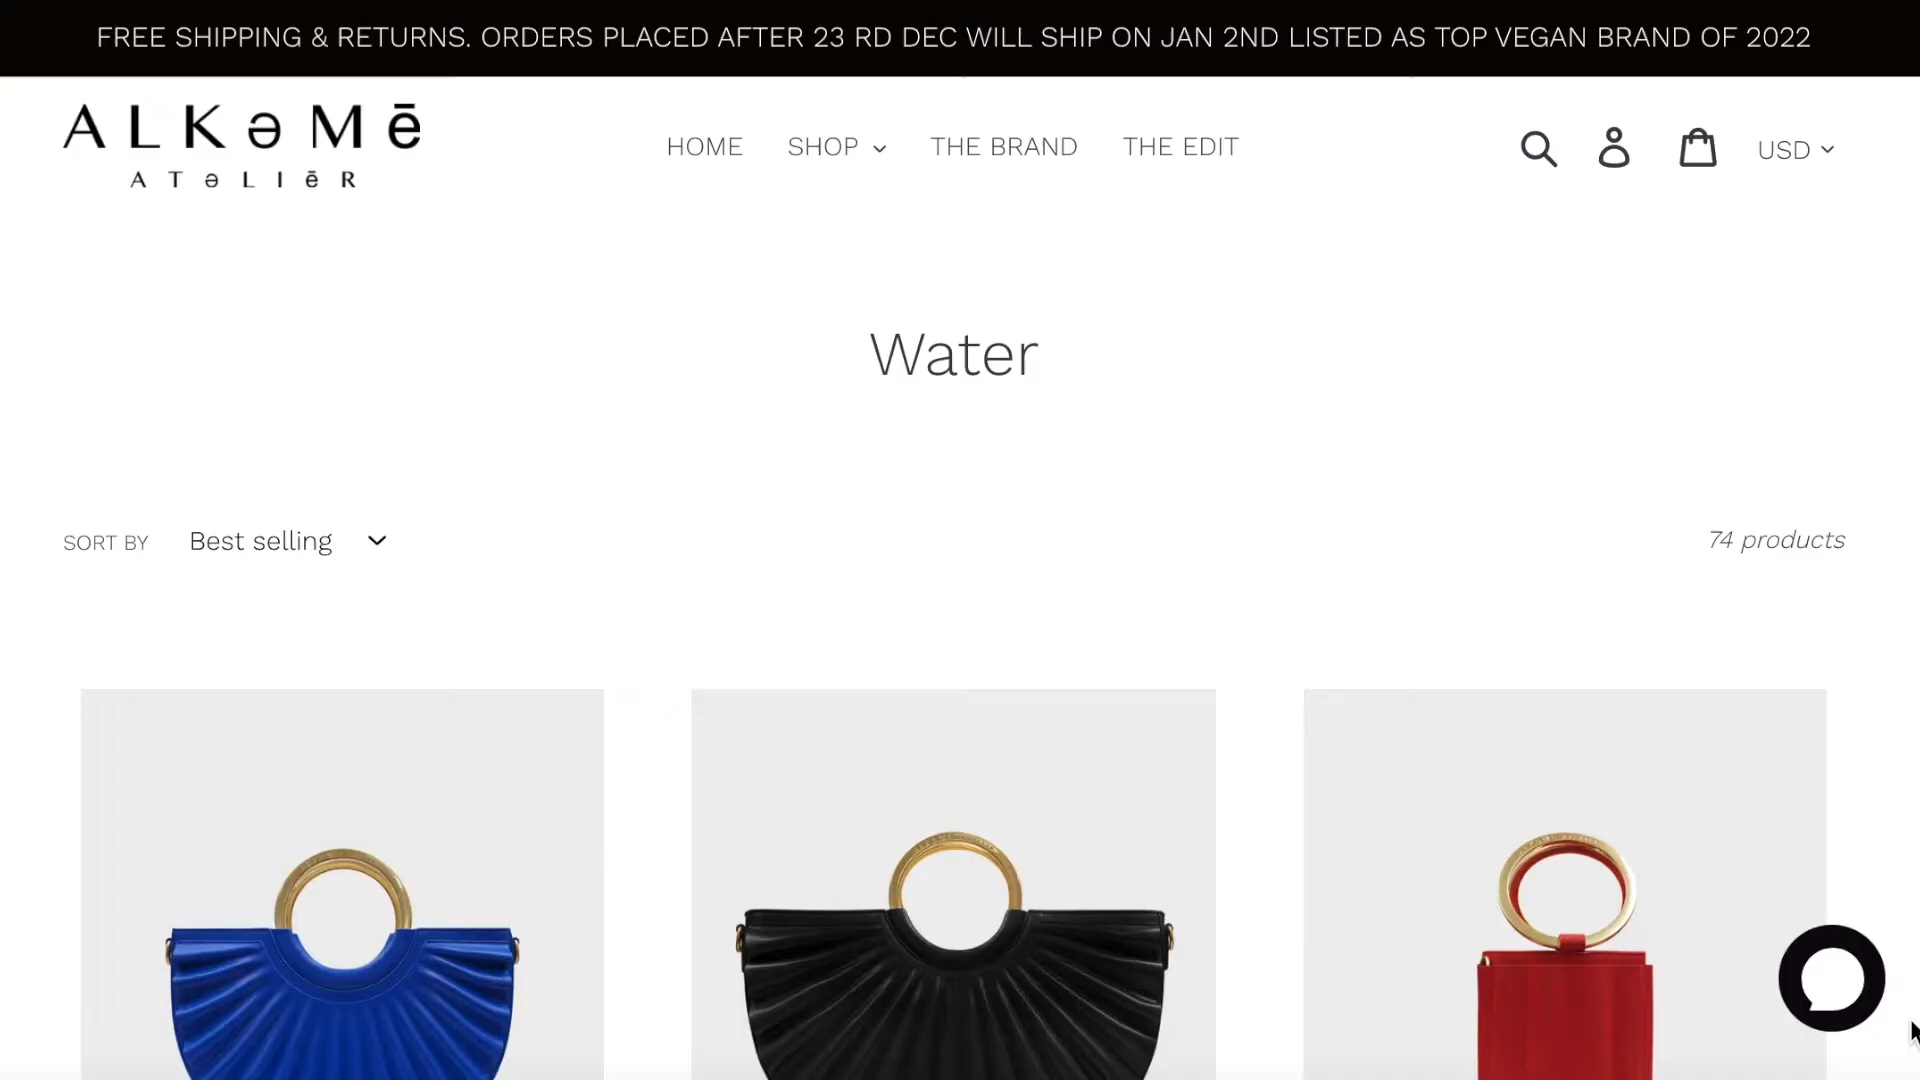 FREE SHIPPING & RETURNS. ORDERS PLACED AFTER 23 RD DEC WILL SHIP ON JAN 2ND LISTED AS TOP VEGAN BRAND OF 2022
ALKəMē
ATəLIēR
HOME SHOP THE BRAND THE EDIT USD
Water
SORT BY Best selling 74 products